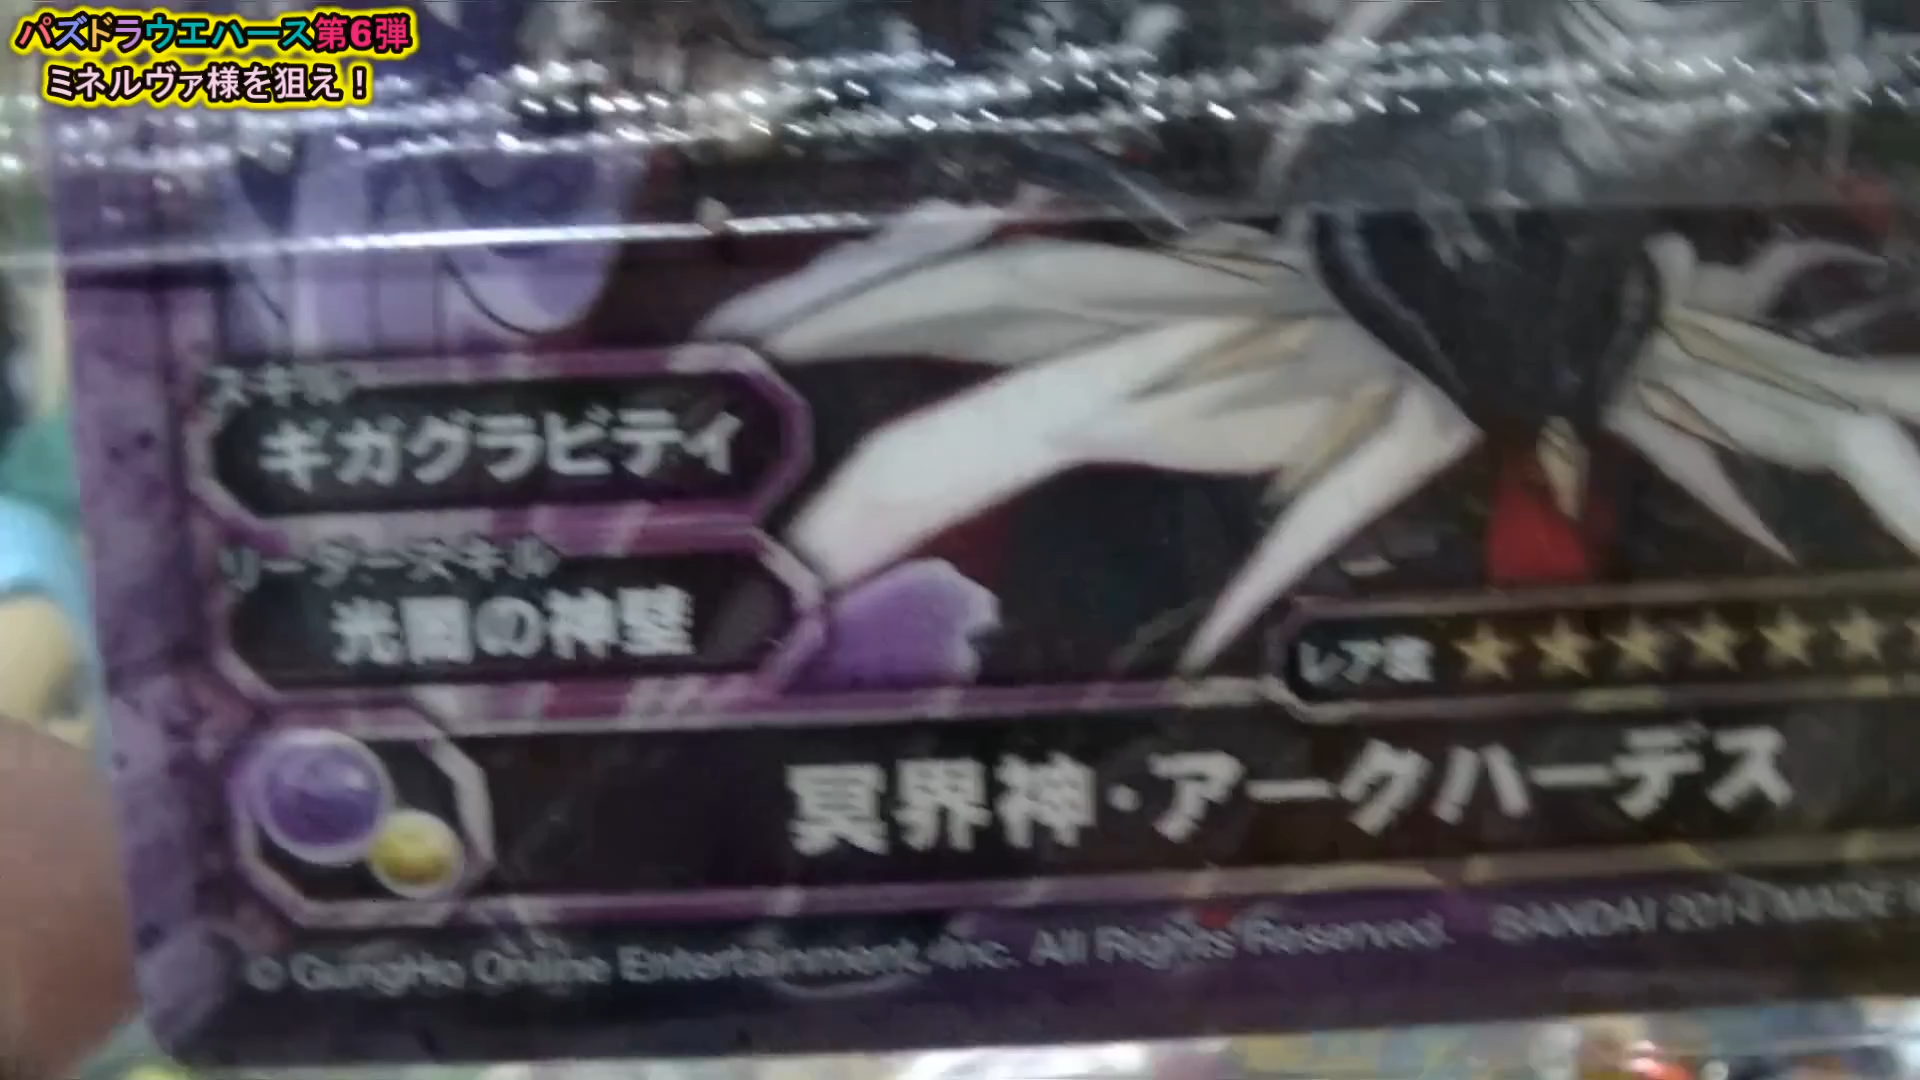 パズドラウエハース第6弾
ミネルヴァ様を狙え！
スキル
ギガグラビティ
リーダースキル
光闇の神壁
レア度 ★★★★★★
冥界神・アークハーデス
© GungHo Online Entertainment, Inc. All Rights Reserved. BANDAI 2014 MADE